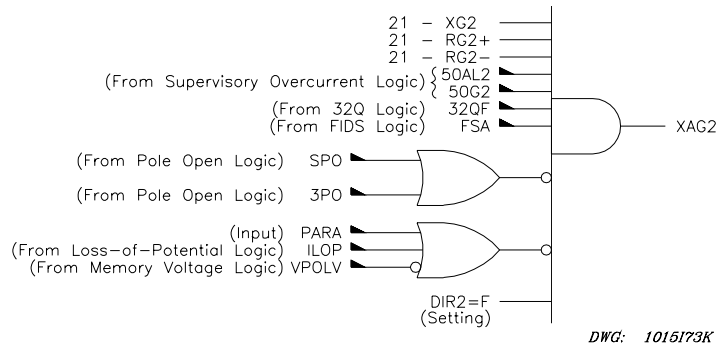 21 - XG2
21 - RG2+
21 - RG2-
(From Supervisory Overcurrent Logic) { 50AL2
50G2
(From 32Q Logic) 32QF
(From FIDS Logic) FSA
XAG2
(From Pole Open Logic) SPO
(From Pole Open Logic) 3PO
(Input) PARA
(From Loss-of-Potential Logic) ILOP
(From Memory Voltage Logic) VPOLV
DIR2=F
(Setting)
DWG: 1015I73K